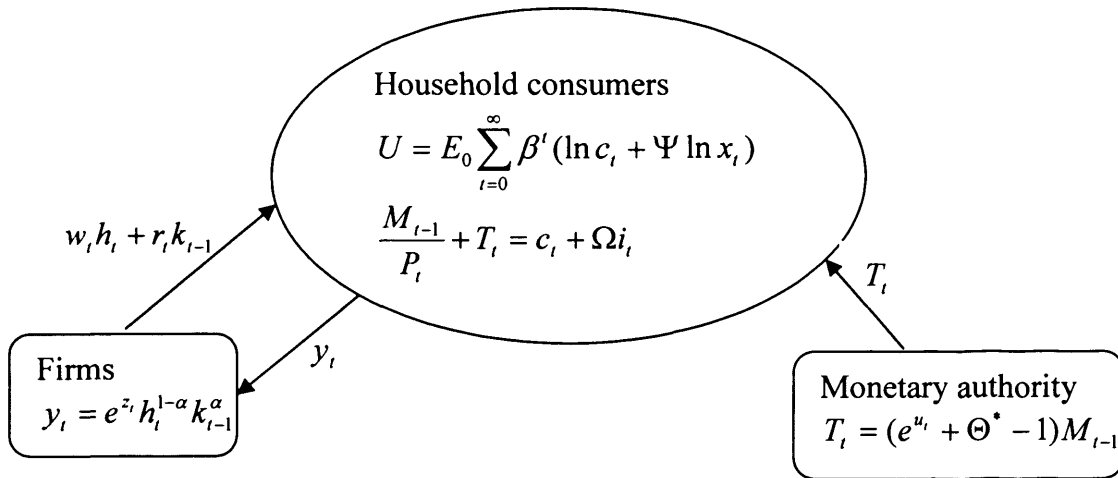 Household consumers
$U = E_0 \sum_{t=0}^{\infty} \beta^t (\ln c_t + \Psi \ln x_t)$
$\frac{M_{t-1}}{P_t} + T_t = c_t + \Omega i_t$
$w_t h_t + r_t k_{t-1}$
$T_t$
$y_t$
Firms
$y_t = e^{z_t} h_t^{1-\alpha} k_{t-1}^{\alpha}$
Monetary authority
$T_t = (e^{u_t} + \Theta^* - 1) M_{t-1}$